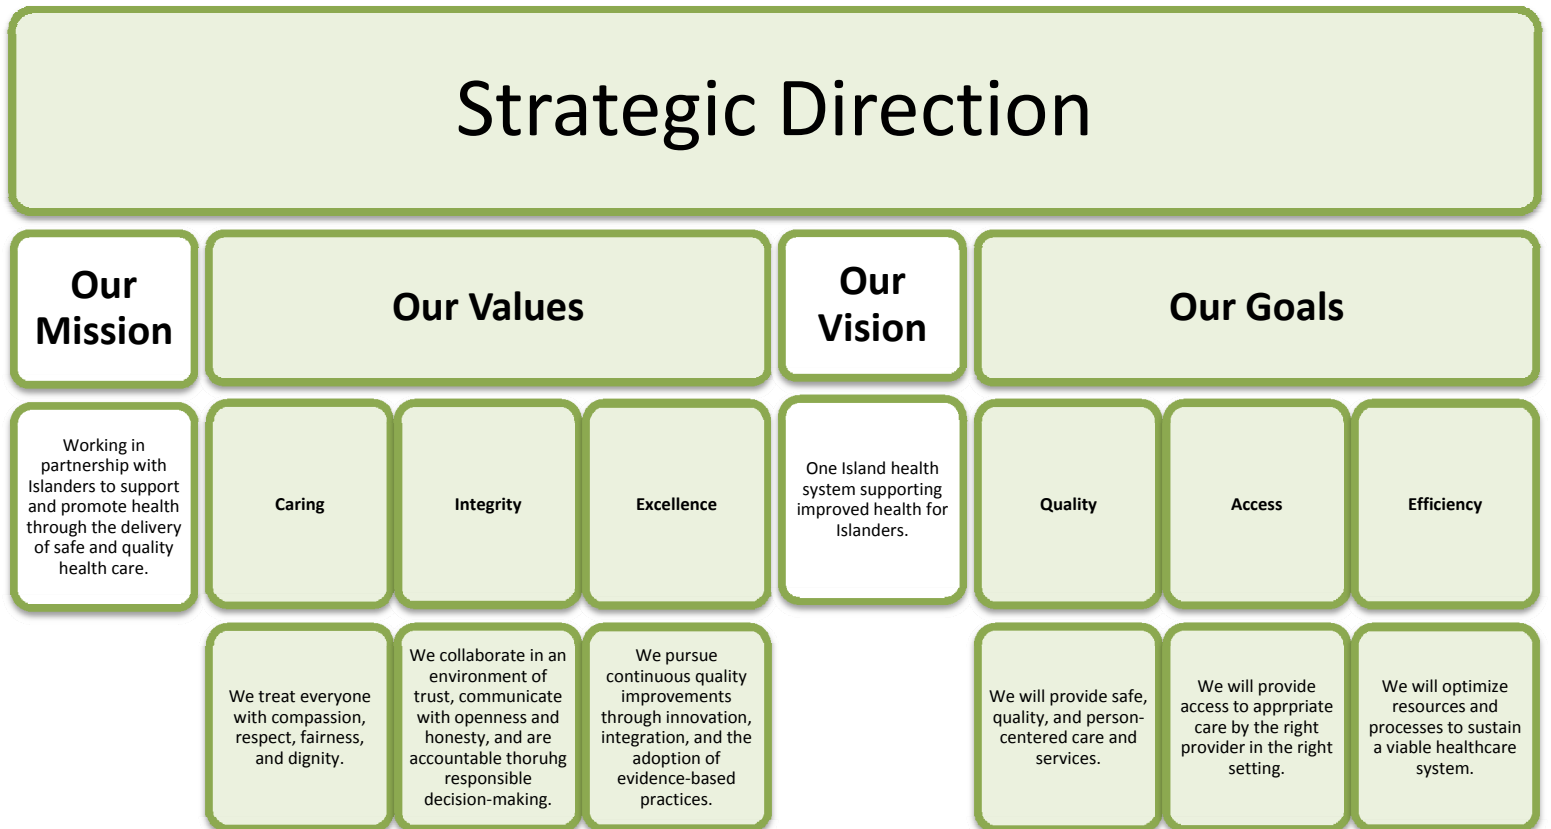 Strategic Direction
Our
Mission
Our Values
Our
Vision
Our Goals
Working in
partnership with
Islanders to support
and promote health
through the delivery
of safe and quality
health care.
Caring
Integrity
Excellence
One Island health
system supporting
improved health for
Islanders.
Quality
Access
Efficiency
We treat everyone
with compassion,
respect, fairness,
and dignity.
We collaborate in an
environment of
trust, communicate
with openness and
honesty, and are
accountable thoruhg
responsible
decision-making.
We pursue
continuous quality
improvements
through innovation,
integration, and the
adoption of
evidence-based
practices.
We will provide safe,
quality, and person-
centered care and
services.
We will provide
access to apprpriate
care by the right
provider in the right
setting.
We will optimize
resources and
processes to sustain
a viable healthcare
system.